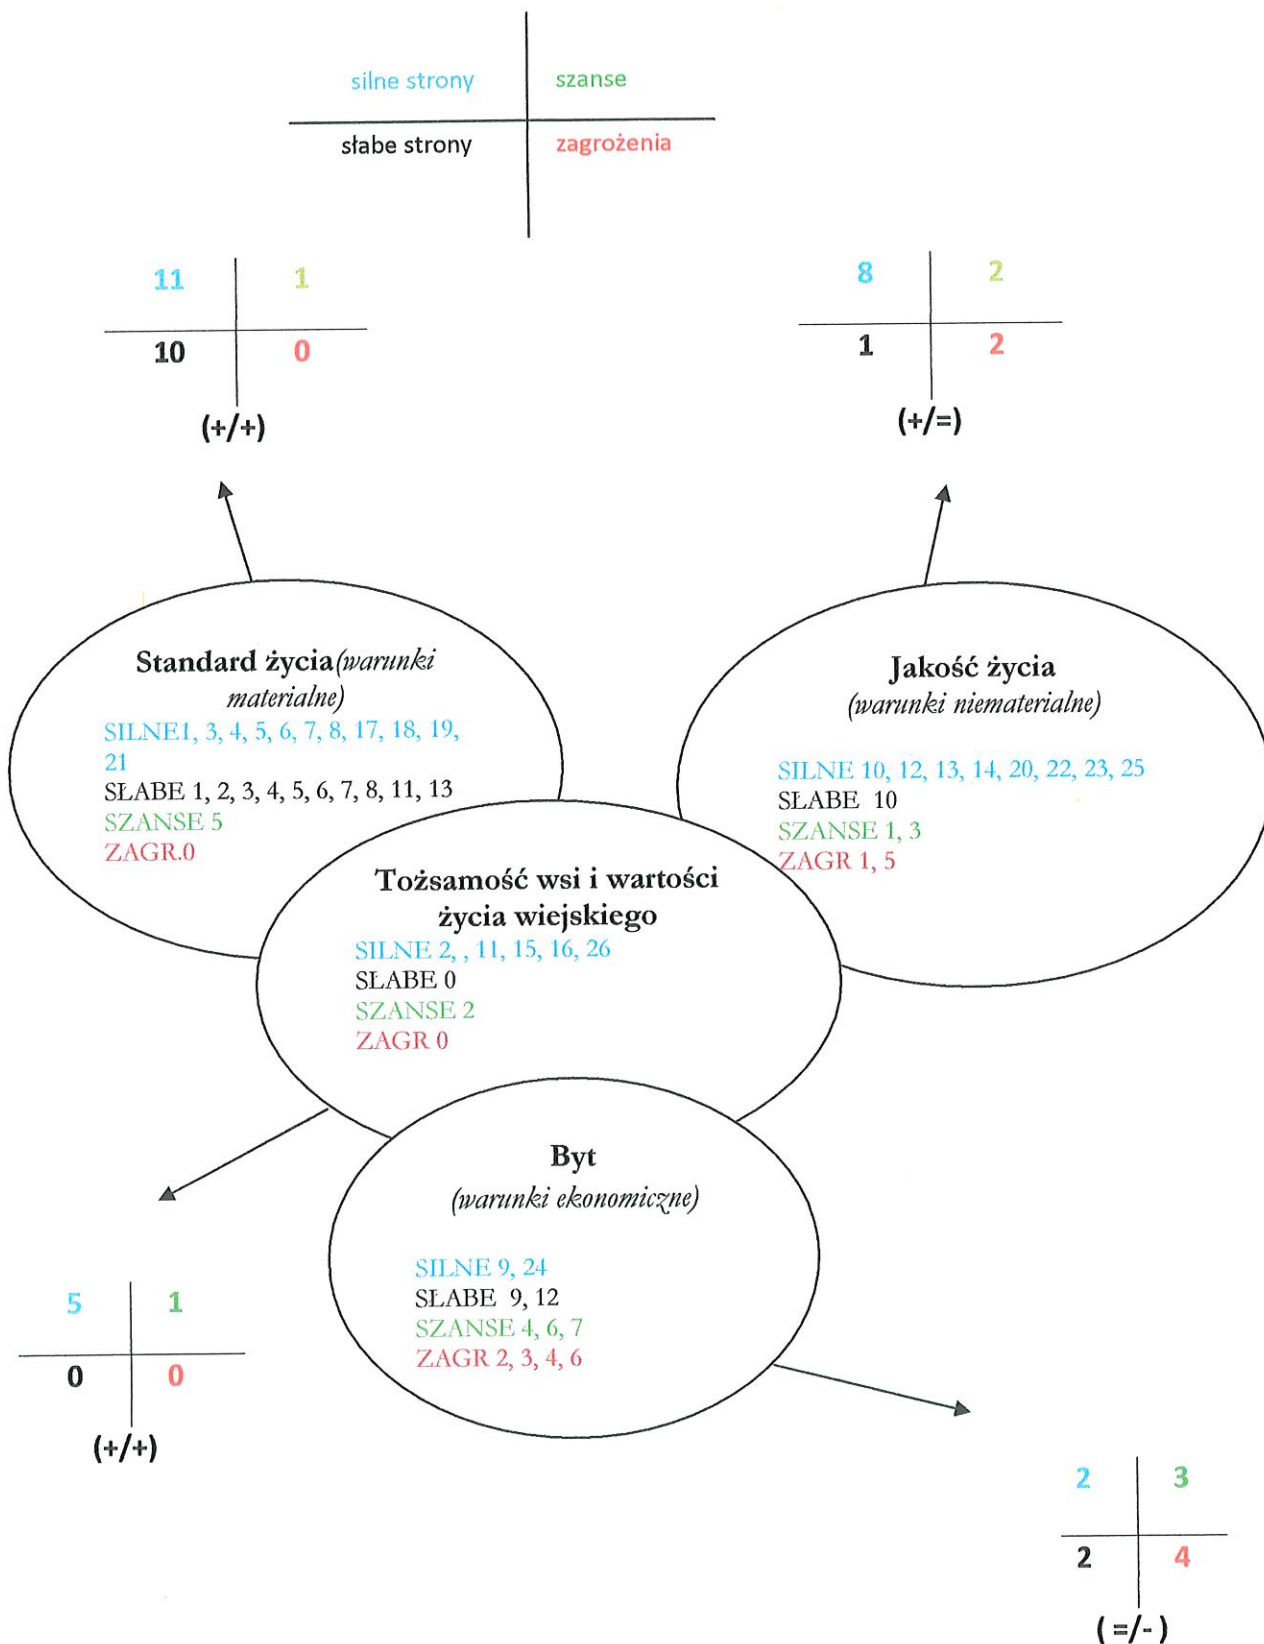 silne strony szanse
słabe strony zagrożenia
11 1
10 0
(+/+)
8 2
1 2
(+/=)
Standard życia(warunki
materialne)
SILNE1, 3, 4, 5, 6, 7, 8, 17, 18, 19,
21
SŁABE 1, 2, 3, 4, 5, 6, 7, 8, 11, 13
SZANSE 5
ZAGR.0
Jakość życia
(warunki niematerialne)
SILNE 10, 12, 13, 14, 20, 22, 23, 25
SŁABE 10
SZANSE 1, 3
ZAGR 1, 5
Tożsamość wsi i wartości
życia wiejskiego
SILNE 2, , 11, 15, 16, 26
SŁABE 0
SZANSE 2
ZAGR 0
Byt
(warunki ekonomiczne)
SILNE 9, 24
SŁABE 9, 12
SZANSE 4, 6, 7
ZAGR 2, 3, 4, 6
5 1
0 0
(+/+)
2 3
2 4
( =/- )